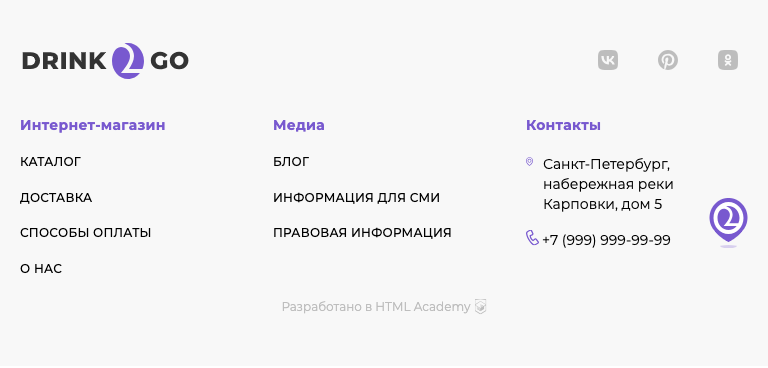 DRINK 2 GO
Интернет-магазин
КАТАЛОГ
ДОСТАВКА
СПОСОБЫ ОПЛАТЫ
О НАС
Медиа
БЛОГ
ИНФОРМАЦИЯ ДЛЯ СМИ
ПРАВОВАЯ ИНФОРМАЦИЯ
Контакты
Санкт-Петербург,
набережная реки
Карповки, дом 5
+7 (999) 999-99-99
2
Разработано в HTML Academy